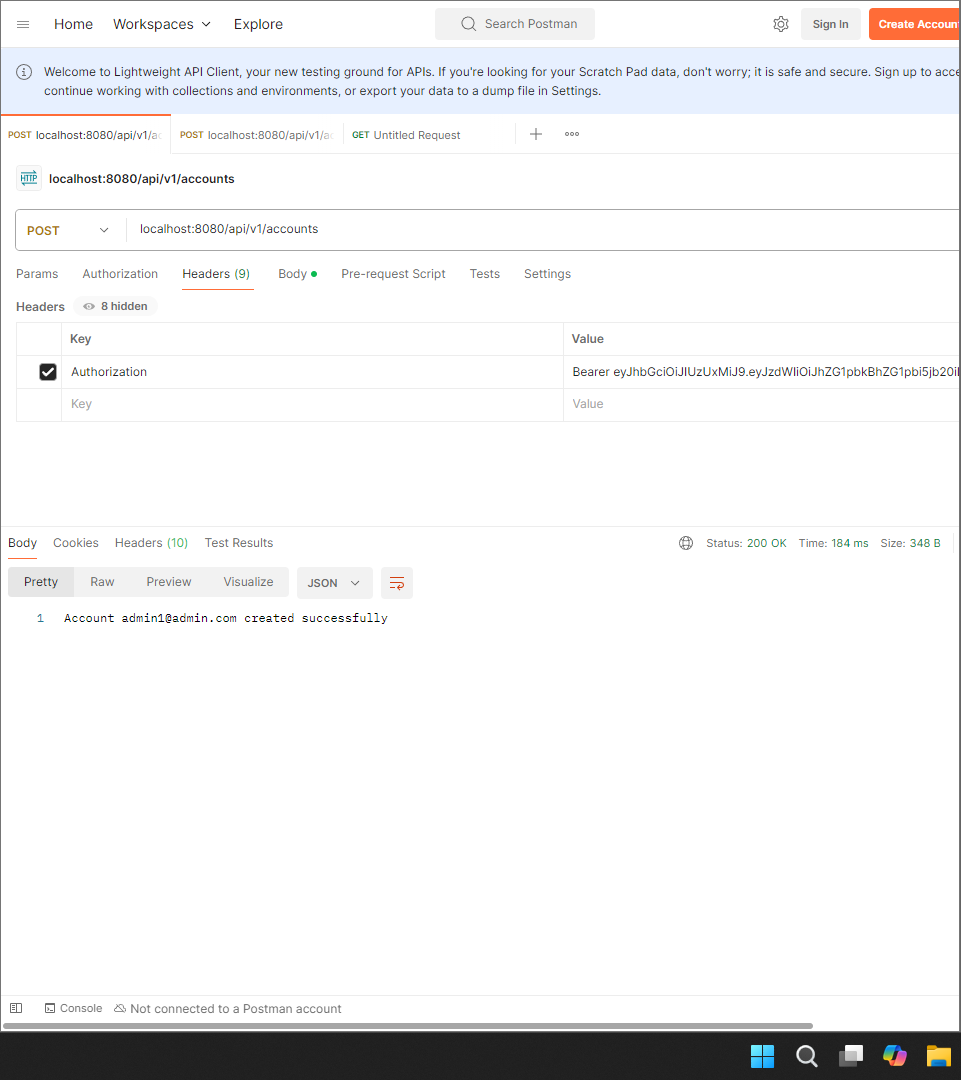 Home Workspaces Explore Search Postman Sign In Create Accoun
Welcome to Lightweight API Client, your new testing ground for APIs. If you're looking for your Scratch Pad data, don't worry; it is safe and secure. Sign up to acce
continue working with collections and environments, or export your data to a dump file in Settings.
POST localhost:8080/api/v1/ac POST localhost:8080/api/v1/au GET Untitled Request
HTTP localhost:8080/api/v1/accounts
POST localhost:8080/api/v1/accounts
Params Authorization Headers (9) Body Pre-request Script Tests Settings
Headers 8 hidden
Key Value
Authorization Bearer
Key Value
Body Cookies Headers (10) Test Results Status: 200 OK Time: 184 ms Size: 348 B
Pretty Raw Preview Visualize JSON
1 Account admin1@admin.com created successfully
Console Not connected to a Postman account